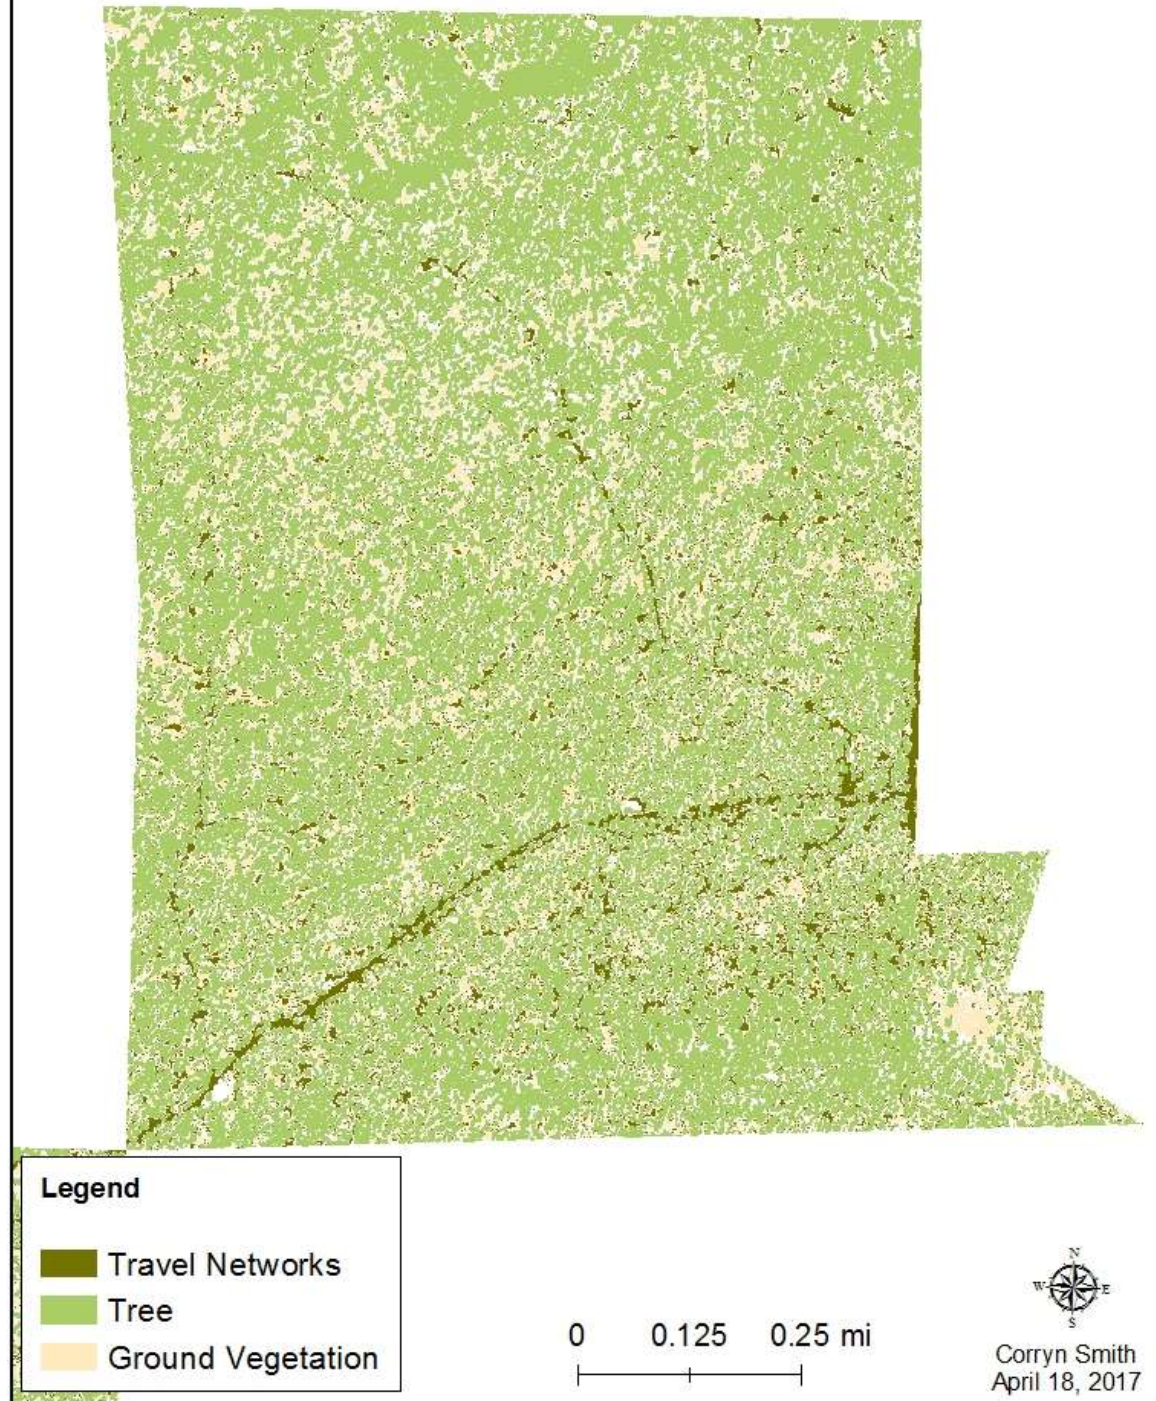 Legend
Travel Networks
Tree
Ground Vegetation
0 0.125 0.25 mi
N
W E
S
Corryn Smith
April 18, 2017